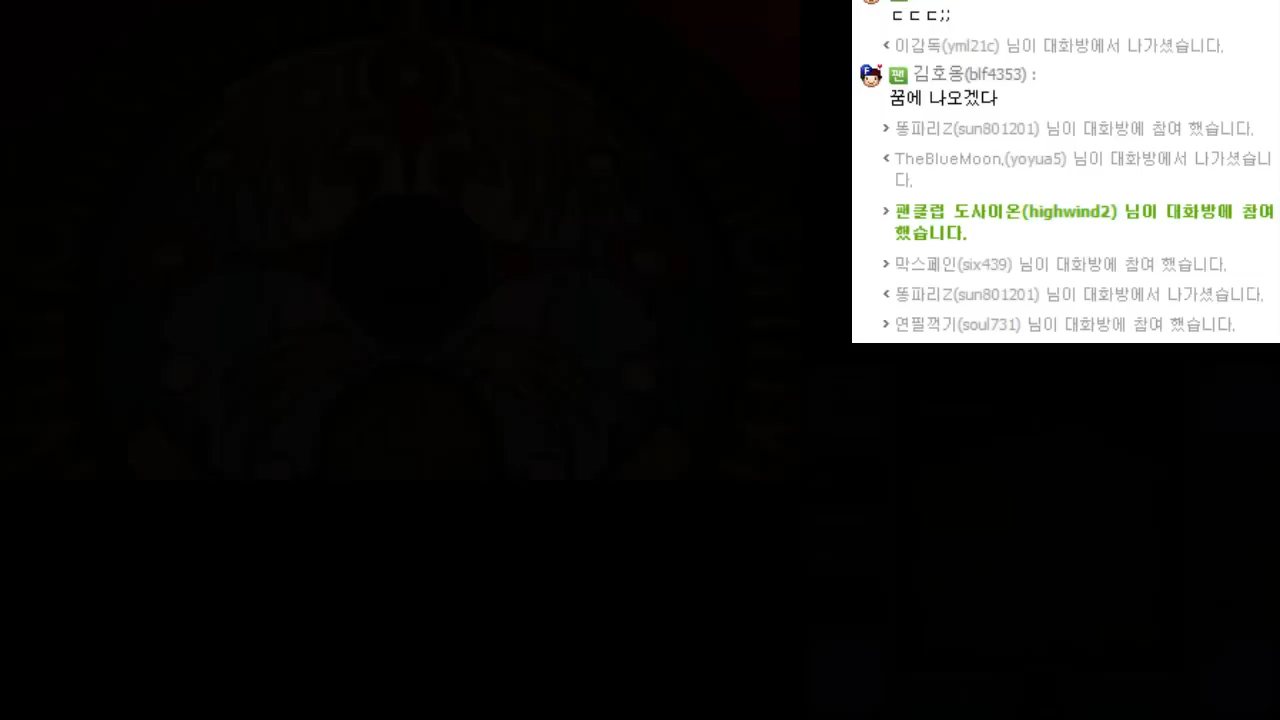 ㄷㄷㄷ;;
< 이감독(yml21c) 님이 대화방에서 나가셨습니다.
팬 김호옹(blf4353) :
꿈에 나오겠다
> 똥파리Z(sun801201) 님이 대화방에 참여 했습니다.
< TheBlueMoon.(yoyua5) 님이 대화방에서 나가셨습니
다.
> 팬클럽 도사이온(highwind2) 님이 대화방에 참여
했습니다.
> 막스페인(six439) 님이 대화방에 참여 했습니다.
< 똥파리Z(sun801201) 님이 대화방에서 나가셨습니다.
> 연필꺽기(soul731) 님이 대화방에 참여 했습니다.